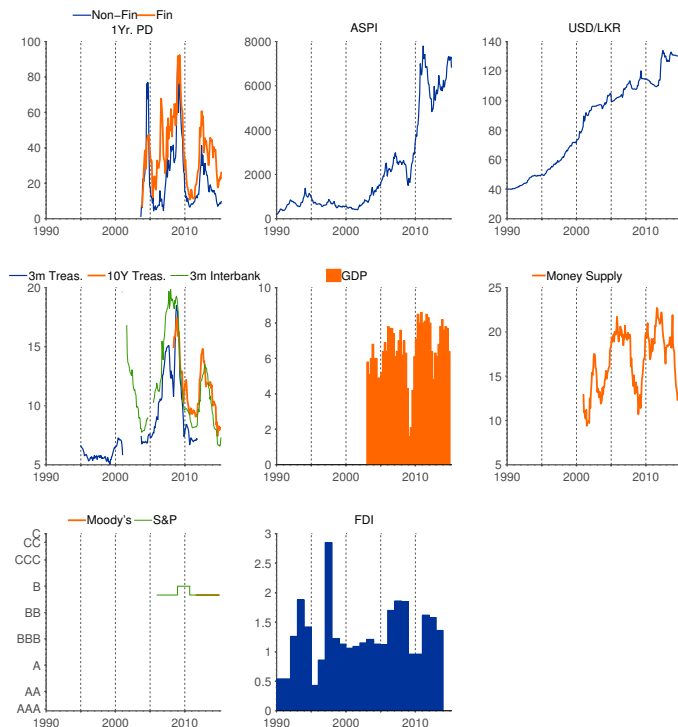 Non−Fin Fin
1Yr. PD
100
80
60
40
20
0
1990 2000 2010
ASPI
8000
6000
4000
2000
0
1990 2000 2010
USD/LKR
140
120
100
80
60
40
20
1990 2000 2010
3m Treas. 10Y Treas. 3m Interbank
20
15
10
5
1990 2000 2010
GDP
10
8
6
4
2
0
1990 2000 2010
Money Supply
25
20
15
10
5
1990 2000 2010
Moody's S&P
C
CC
CCC
B
BB
BBB
A
AA
AAA
1990 2000 2010
FDI
3
2.5
2
1.5
1
0.5
0
1990 2000 2010